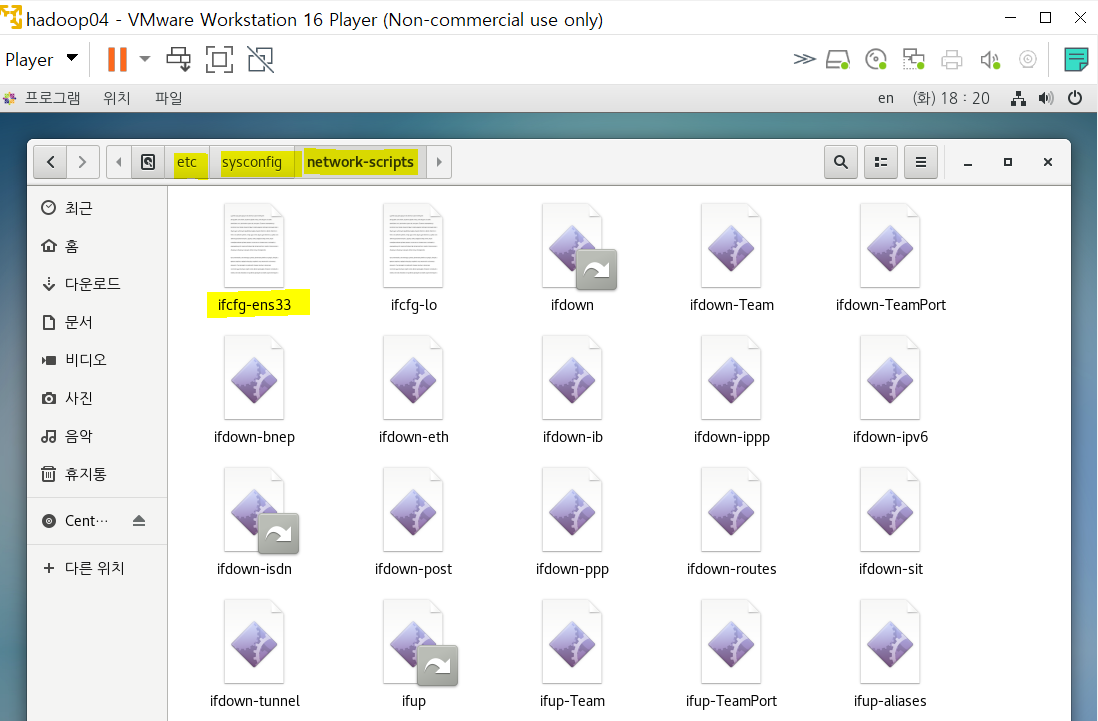 hadoop04 - VMware Workstation 16 Player (Non-commercial use only)
Player
프로그램 위치 파일 en (화) 18 : 20
etc sysconfig network-scripts
최근
홈
다운로드
문서
비디오
사진
음악
휴지통
Cent···
다른 위치
ifcfg-ens33 ifcfg-lo ifdown ifdown-Team ifdown-TeamPort
ifdown-bnep ifdown-eth ifdown-ib ifdown-ippp ifdown-ipv6
ifdown-isdn ifdown-post ifdown-ppp ifdown-routes ifdown-sit
ifdown-tunnel ifup ifup-Team ifup-TeamPort ifup-aliases